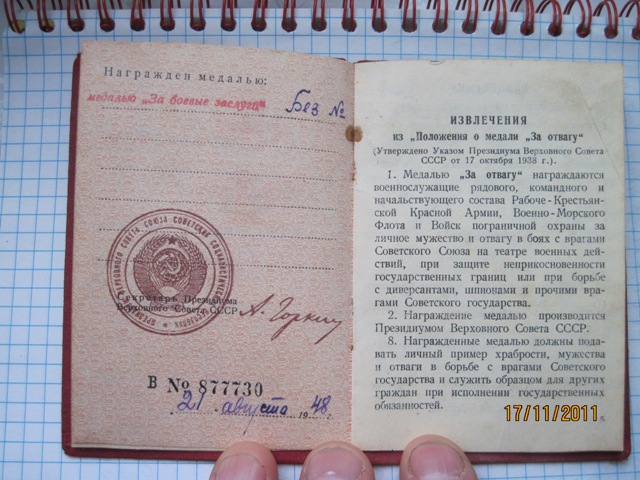 Награжден медалью:
медалью „За боевые заслуги“ Без №
Секретарь Президиума
Верховного Совета СССР А. Горкин
В № 877730
21 августа 1948 г.
ИЗВЛЕЧЕНИЯ
из „Положения о медали „За отвагу“
(Утверждено Указом Президиума Верховного Совета
СССР от 17 октября 1938 г.).
1. Медалью „За отвагу“ награждаются
военнослужащие рядового, командного и
начальствующего состава Рабоче-Крестьян-
ской Красной Армии, Военно-Морского
Флота и Войск пограничной охраны за
личное мужество и отвагу в боях с врагами
Советского Союза на театре военных дей-
ствий, при защите неприкосновенности
государственных границ или при борьбе
с диверсантами, шпионами и прочими вра-
гами Советского государства.
2. Награждение медалью производится
Президиумом Верховного Совета СССР.
8. Награжденные медалью должны пода-
вать личный пример храбрости, мужества
и отваги в борьбе с врагами Советского
государства и служить образцом для других
граждан при исполнении государственных
обязанностей.
5
17/11/2011